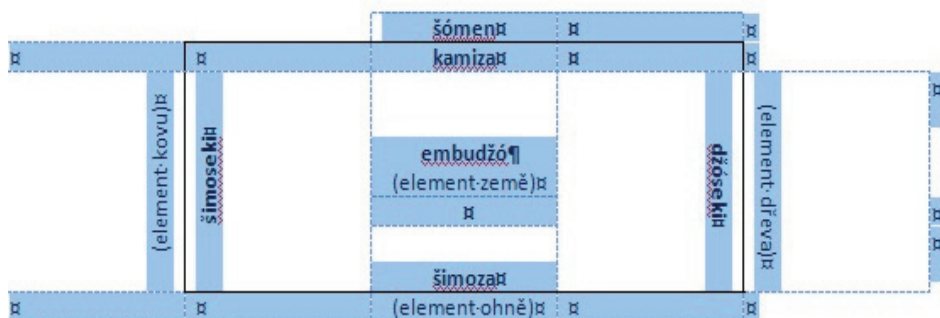 šómen¤ ¤ ¤
¤ ¤ kamiza¤ ¤ ¤
(element·kovu)¤
šimoseki¤
embudžó¶
(element·země)¤
¤
džóseki¤
(element·dřeva)¤
¤
¤
¤
šimoza¤
¤ ¤ (element·ohně)¤ ¤ ¤